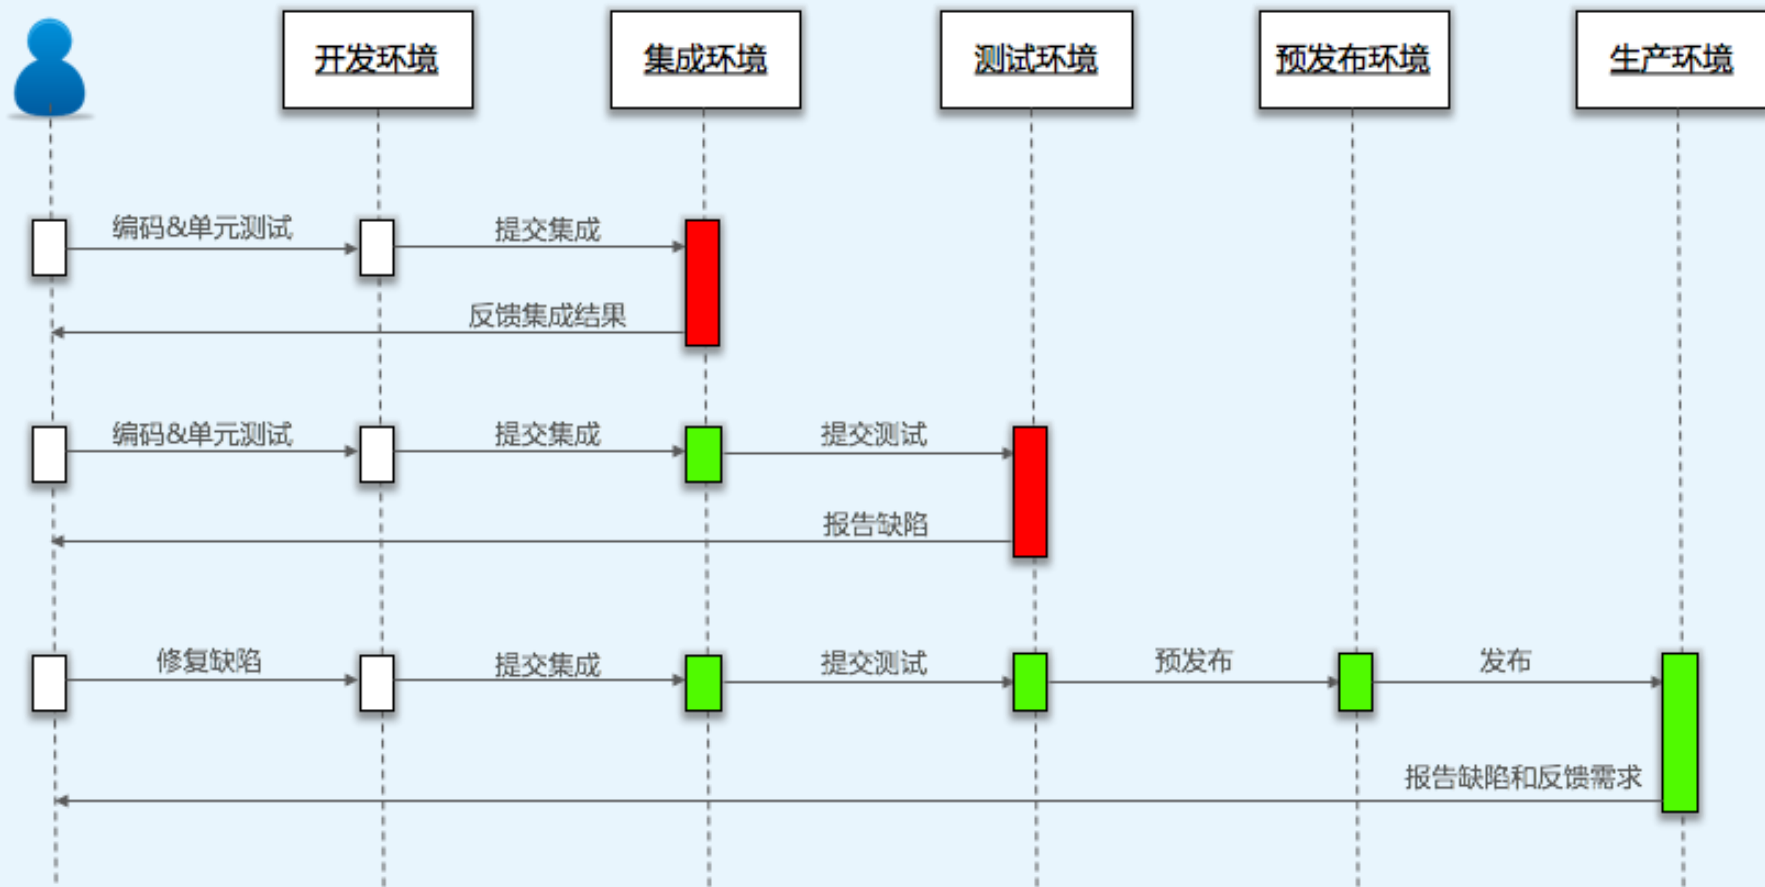 开发环境
集成环境
测试环境
预发布环境
生产环境
编码&单元测试
提交集成
反馈集成结果
编码&单元测试
提交集成
提交测试
报告缺陷
修复缺陷
提交集成
提交测试
预发布
发布
报告缺陷和反馈需求